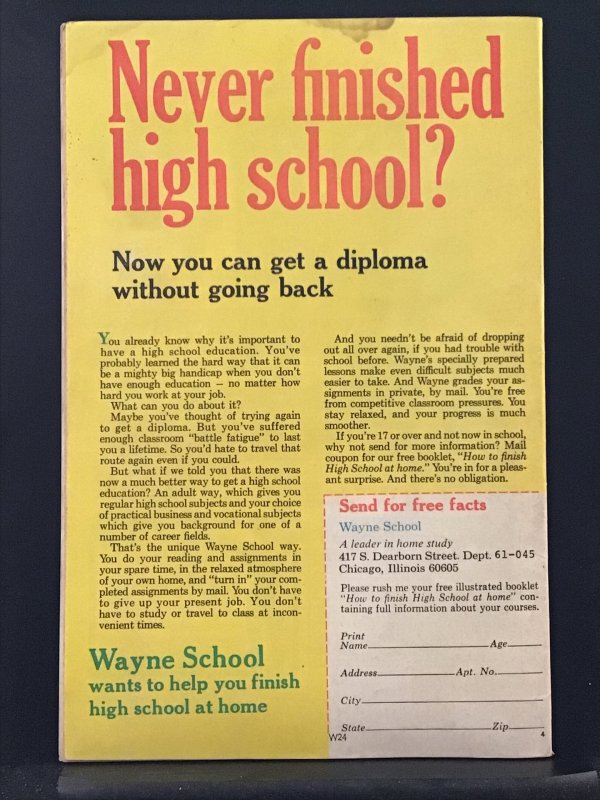 Never finished
high school?
Now you can get a diploma
without going back
You already know why it's important to
have a high school education. You've
probably learned the hard way that it can
be a mighty big handicap when you don't
have enough education — no matter how
hard you work at your job.
What can you do about it?
Maybe you've thought of trying again
to get a diploma. But you've suffered
enough classroom "battle fatigue" to last
you a lifetime. So you'd hate to travel that
route again even if you could.
But what if we told you that there was
now a much better way to get a high school
education? An adult way, which gives you
regular high school subjects and your choice
of practical business and vocational subjects
which give you background for one of a
number of career fields.
That's the unique Wayne School way.
You do your reading and assignments in
your spare time, in the relaxed atmosphere
of your own home, and "turn in" your com-
pleted assignments by mail. You don't have
to give up your present job. You don't
have to study or travel to class at incon-
venient times.
Wayne School
wants to help you finish
high school at home
And you needn't be afraid of dropping
out all over again, if you had trouble with
school before. Wayne's specially prepared
lessons make even difficult subjects much
easier to take. And Wayne grades your as-
signments in private, by mail. You're free
from competitive classroom pressures. You
stay relaxed, and your progress is much
smoother.
If you're 17 or over and not now in school,
why not send for more information? Mail
coupon for our free booklet, "How to finish
High School at home." You're in for a pleas-
ant surprise. And there's no obligation.
Send for free facts
Wayne School
A leader in home study
417 S. Dearborn Street. Dept. 61-045
Chicago, Illinois 60605
Please rush me your free illustrated booklet
"How to finish High School at home" con-
taining full information about your courses.
Print
Name Age
Address Apt. No.
City
State Zip
W24 4